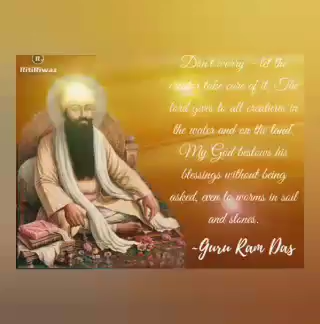 Ritiriwaz
Don't worry – let the
creator take care of it. The
lord gives to all creatures in
the water and on the land,
My God bestows his
blessings without being
asked, even to worms in soil
and stones.
~Guru Ram Das